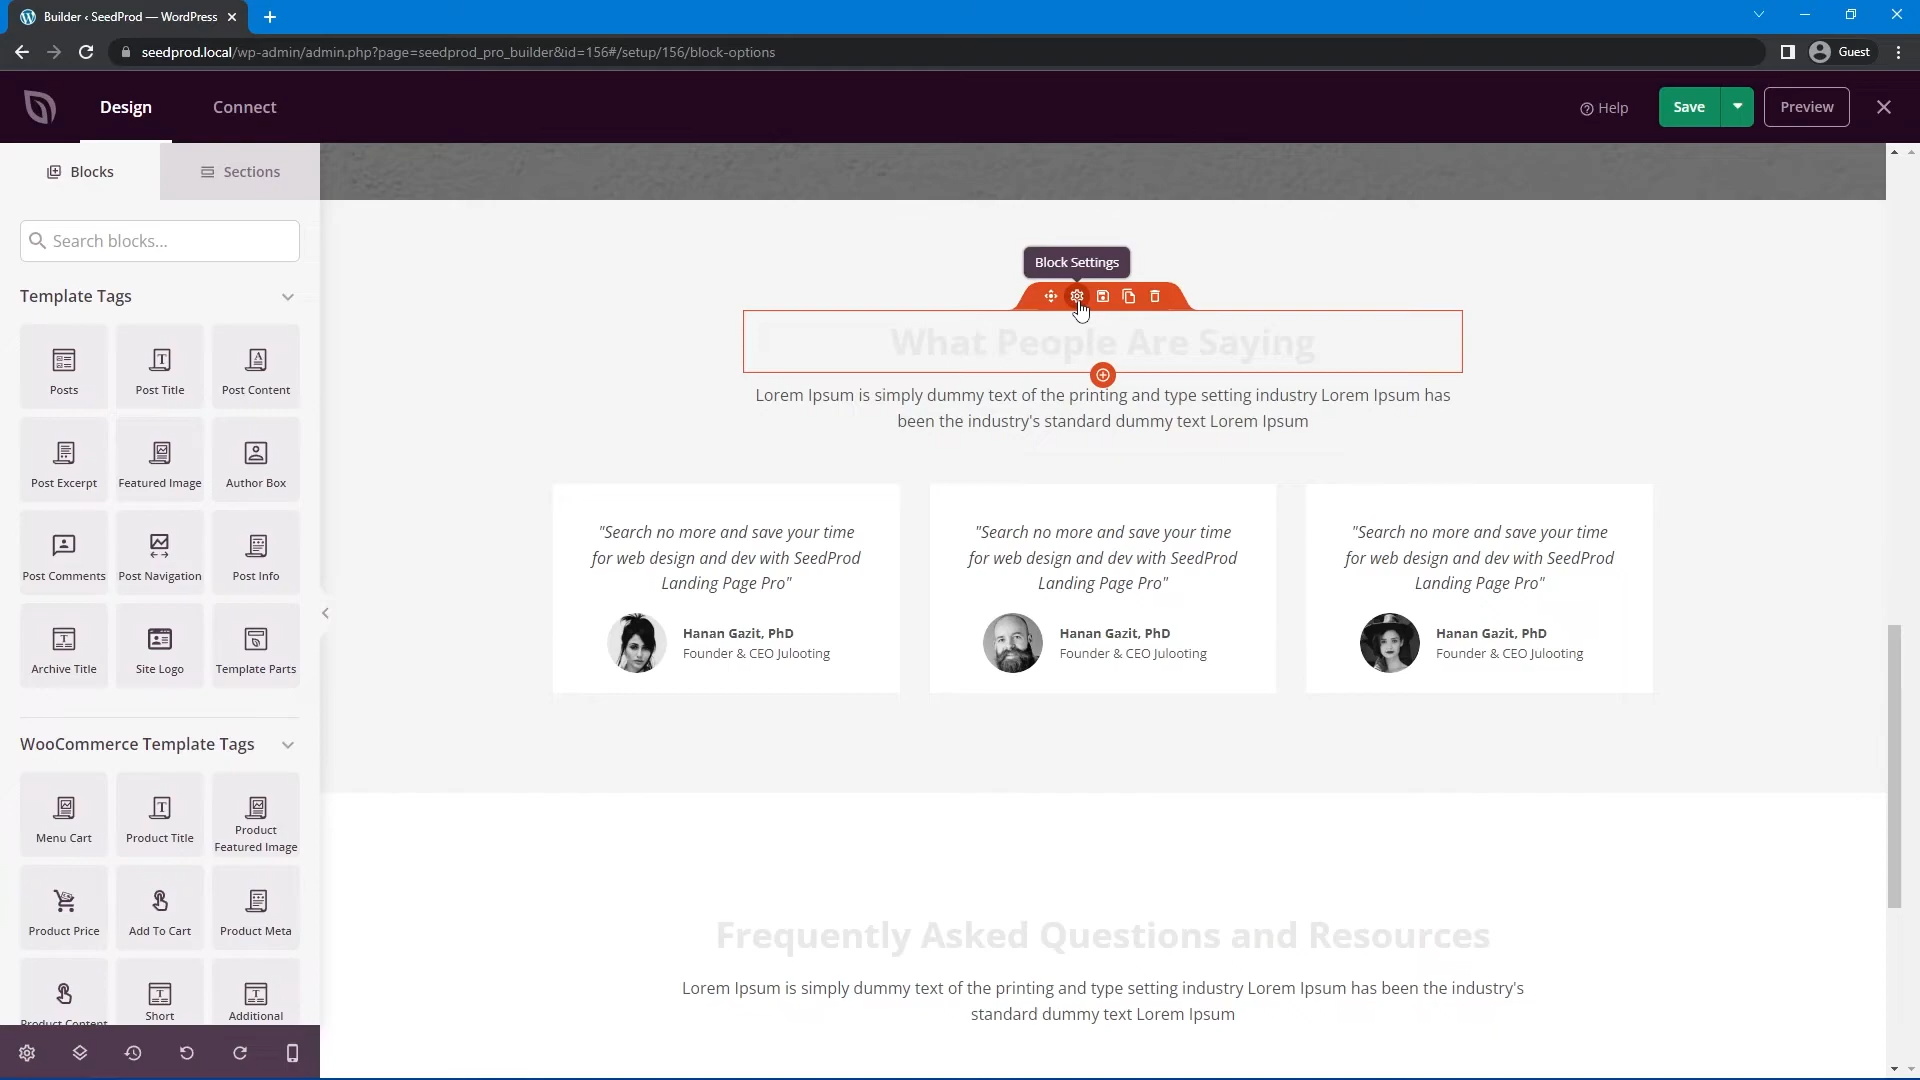 Builder ‹ SeedProd — WordPress
seedprod.local/wp-admin/admin.php?page=seedprod_pro_builder&id=156#/setup/156/block-options
Guest
Design
Connect
Help
Save
Preview
Blocks
Sections
Search blocks...
Template Tags
Posts
Post Title
Post Content
Post Excerpt
Featured Image
Author Box
Post Comments
Post Navigation
Post Info
Archive Title
Site Logo
Template Parts
WooCommerce Template Tags
Menu Cart
Product Title
Product
Featured Image
Product Price
Add To Cart
Product Meta
Product Content
Short
Additional
Block Settings
What People Are Saying
Lorem Ipsum is simply dummy text of the printing and type setting industry Lorem Ipsum has
been the industry's standard dummy text Lorem Ipsum
"Search no more and save your time
for web design and dev with SeedProd
Landing Page Pro"
Hanan Gazit, PhD
Founder & CEO Julooting
"Search no more and save your time
for web design and dev with SeedProd
Landing Page Pro"
Hanan Gazit, PhD
Founder & CEO Julooting
"Search no more and save your time
for web design and dev with SeedProd
Landing Page Pro"
Hanan Gazit, PhD
Founder & CEO Julooting
Frequently Asked Questions and Resources
Lorem Ipsum is simply dummy text of the printing and type setting industry Lorem Ipsum has been the industry's
standard dummy text Lorem Ipsum